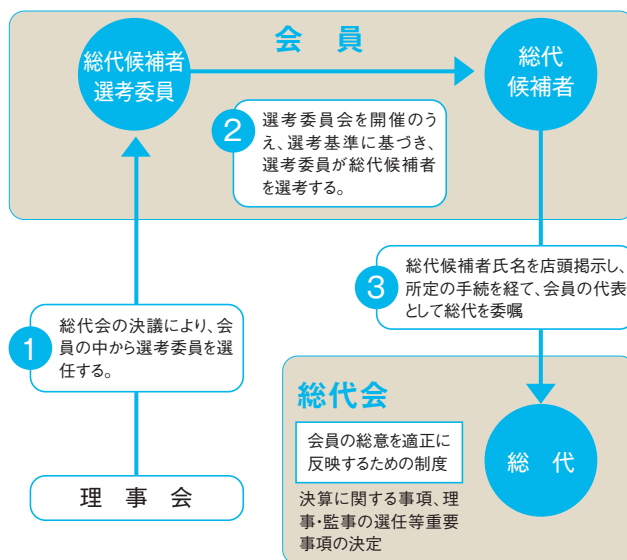 会 員
総代候補者
選考委員
総代
候補者
2
選考委員会を開催のう
え、選考基準に基づき、
選考委員が総代候補者
を選考する。
3
総代候補者氏名を店頭掲示し、
所定の手続を経て、会員の代表
として総代を委嘱
1
総代会の決議により、会
員の中から選考委員を選
任する。
理 事 会
総代会
会員の総意を適正に
反映するための制度
決算に関する事項、理
事・監事の選任等重要
事項の決定
総 代